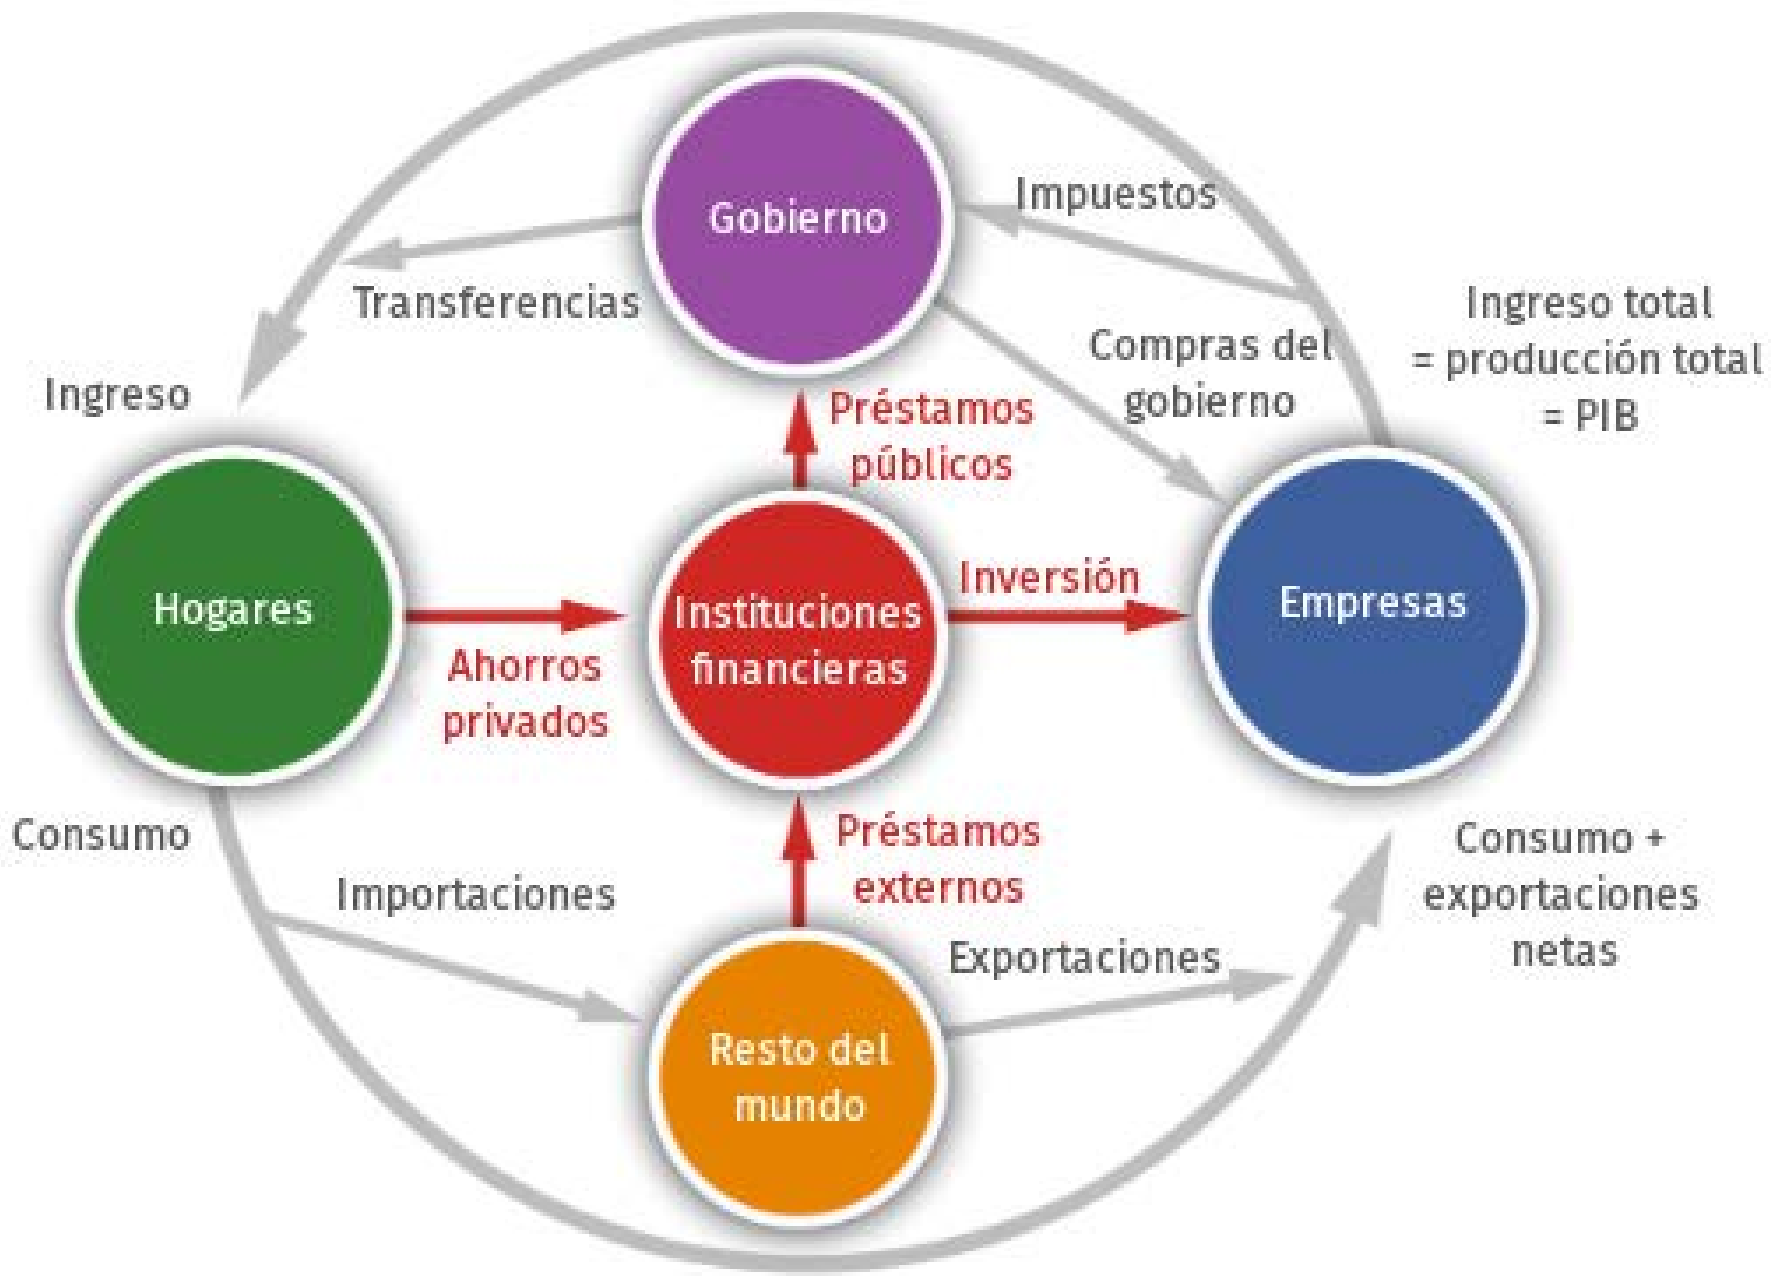 Gobierno
Impuestos
Transferencias
Compras del
gobierno
Ingreso total
= producción total
= PIB
Ingreso
Préstamos
públicos
Hogares
Ahorros
privados
Instituciones
financieras
Inversión
Empresas
Consumo
Importaciones
Préstamos
externos
Exportaciones
Consumo +
exportaciones
netas
Resto del
mundo